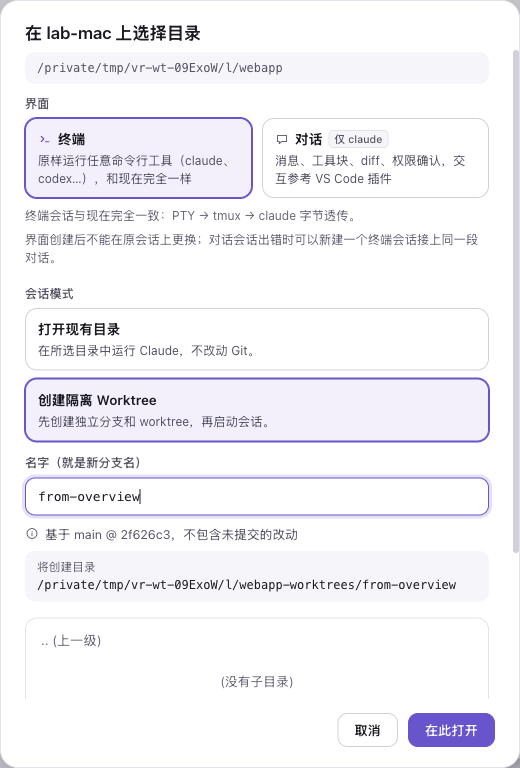 在 lab-mac 上选择目录
/private/tmp/vr-wt-09ExoW/l/webapp
界面
>_ 终端
原样运行任意命令行工具（claude、
codex…），和现在完全一样
对话 仅 claude
消息、工具块、diff、权限确认，交
互参考 VS Code 插件
终端会话与现在完全一致：PTY → tmux → claude 字节透传。
界面创建后不能在原会话上更换；对话会话出错时可以新建一个终端会话接上同一段
对话。
会话模式
打开现有目录
在所选目录中运行 Claude，不改动 Git。
创建隔离 Worktree
先创建独立分支和 worktree，再启动会话。
名字（就是新分支名）
from-overview
基于 main @ 2f626c3，不包含未提交的改动
将创建目录
/private/tmp/vr-wt-09ExoW/l/webapp-worktrees/from-overview
.. (上一级)
(没有子目录)
取消
在此打开